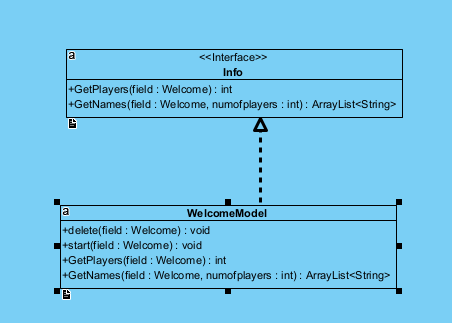 a
<<Interface>>
Info
+GetPlayers(field : Welcome) : int
+GetNames(field : Welcome, numofplayers : int) : ArrayList<String>
a
WelcomeModel
+delete(field : Welcome) : void
+start(field : Welcome) : void
+GetPlayers(field : Welcome) : int
+GetNames(field : Welcome, numofplayers : int) : ArrayList<String>